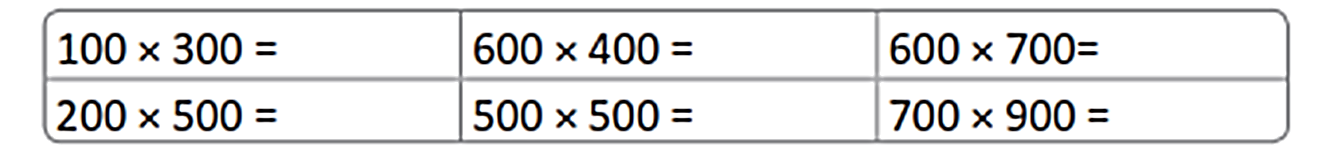 100 × 300 = 600 × 400 = 600 × 700=
200 × 500 = 500 × 500 = 700 × 900 =